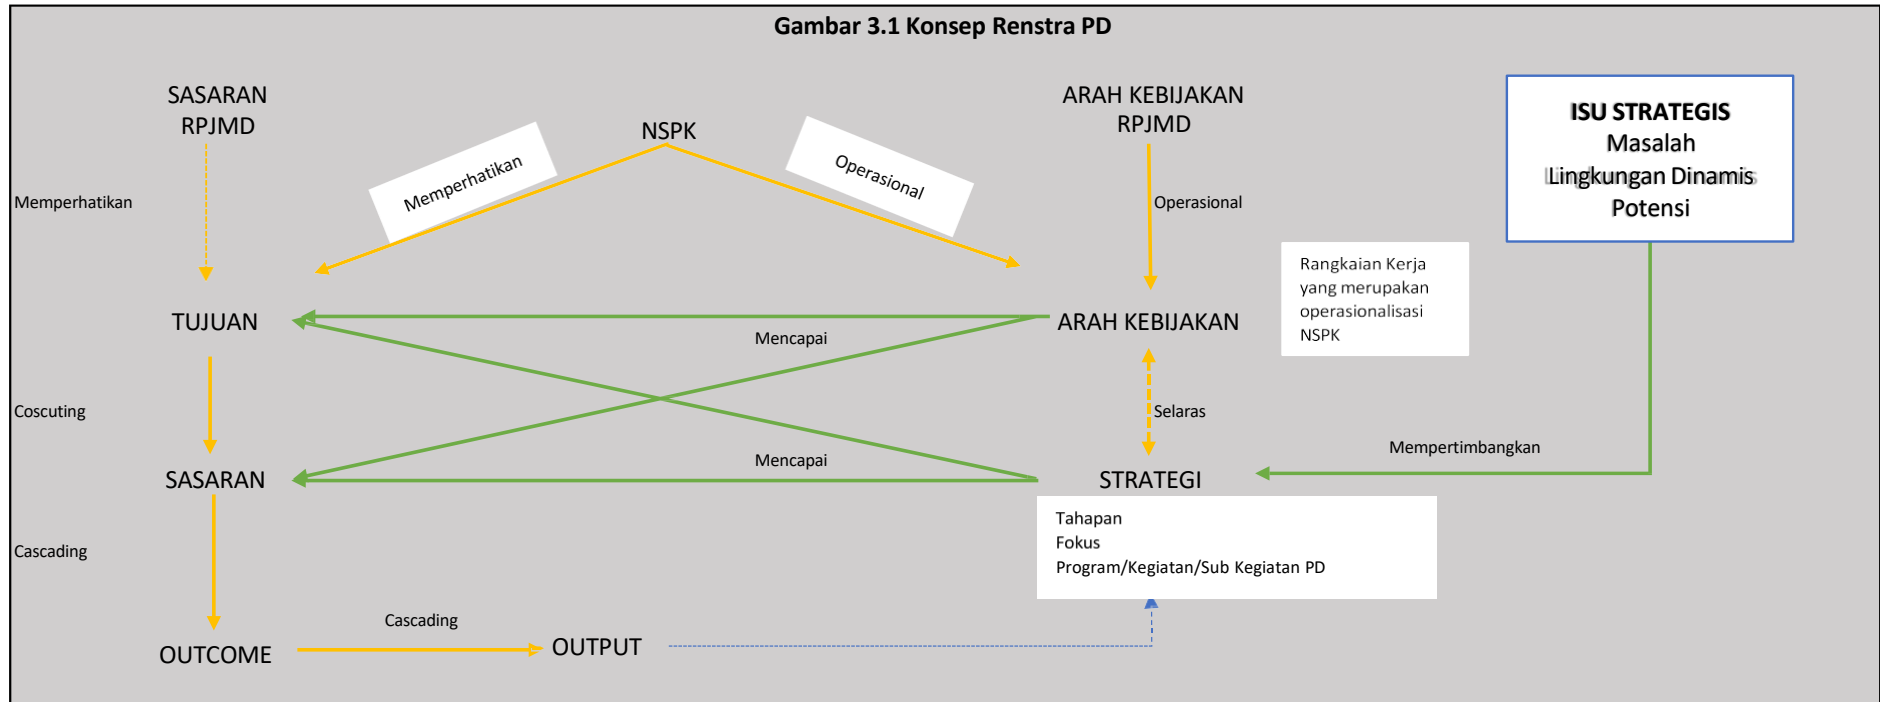 Gambar 3.1 Konsep Renstra PD
SASARAN
RPJMD
NSPK
ARAH KEBIJAKAN
RPJMD
ISU STRATEGIS
Masalah
Lingkungan Dinamis
Potensi
Memperhatikan
Memperhatikan
Operasional
Operasional
Rangkaian Kerja
yang merupakan
operasionalisasi
NSPK
TUJUAN
Mencapai
ARAH KEBIJAKAN
Coscuting
Selaras
Mencapai
Mempertimbangkan
SASARAN
STRATEGI
Tahapan
Fokus
Program/Kegiatan/Sub Kegiatan PD
Cascading
Cascading
OUTCOME
OUTPUT